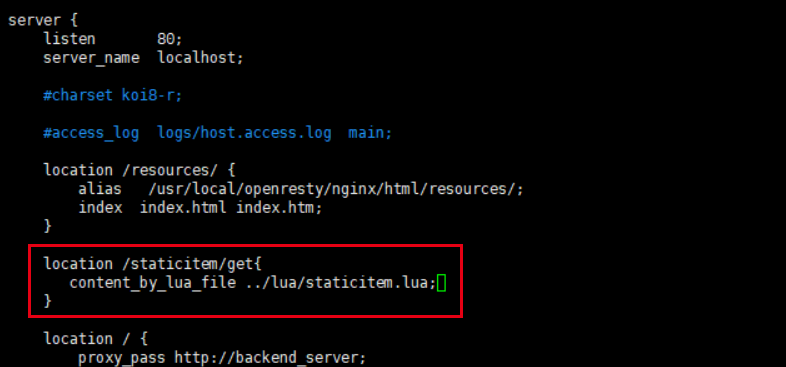 server {
    listen       80;
    server_name  localhost;
    #charset koi8-r;
    #access_log  logs/host.access.log  main;
    location /resources/ {
        alias   /usr/local/openresty/nginx/html/resources/;
        index  index.html index.htm;
    }
    location /staticitem/get{
       content_by_lua_file ../lua/staticitem.lua;
    }
    location / {
        proxy_pass http://backend_server;